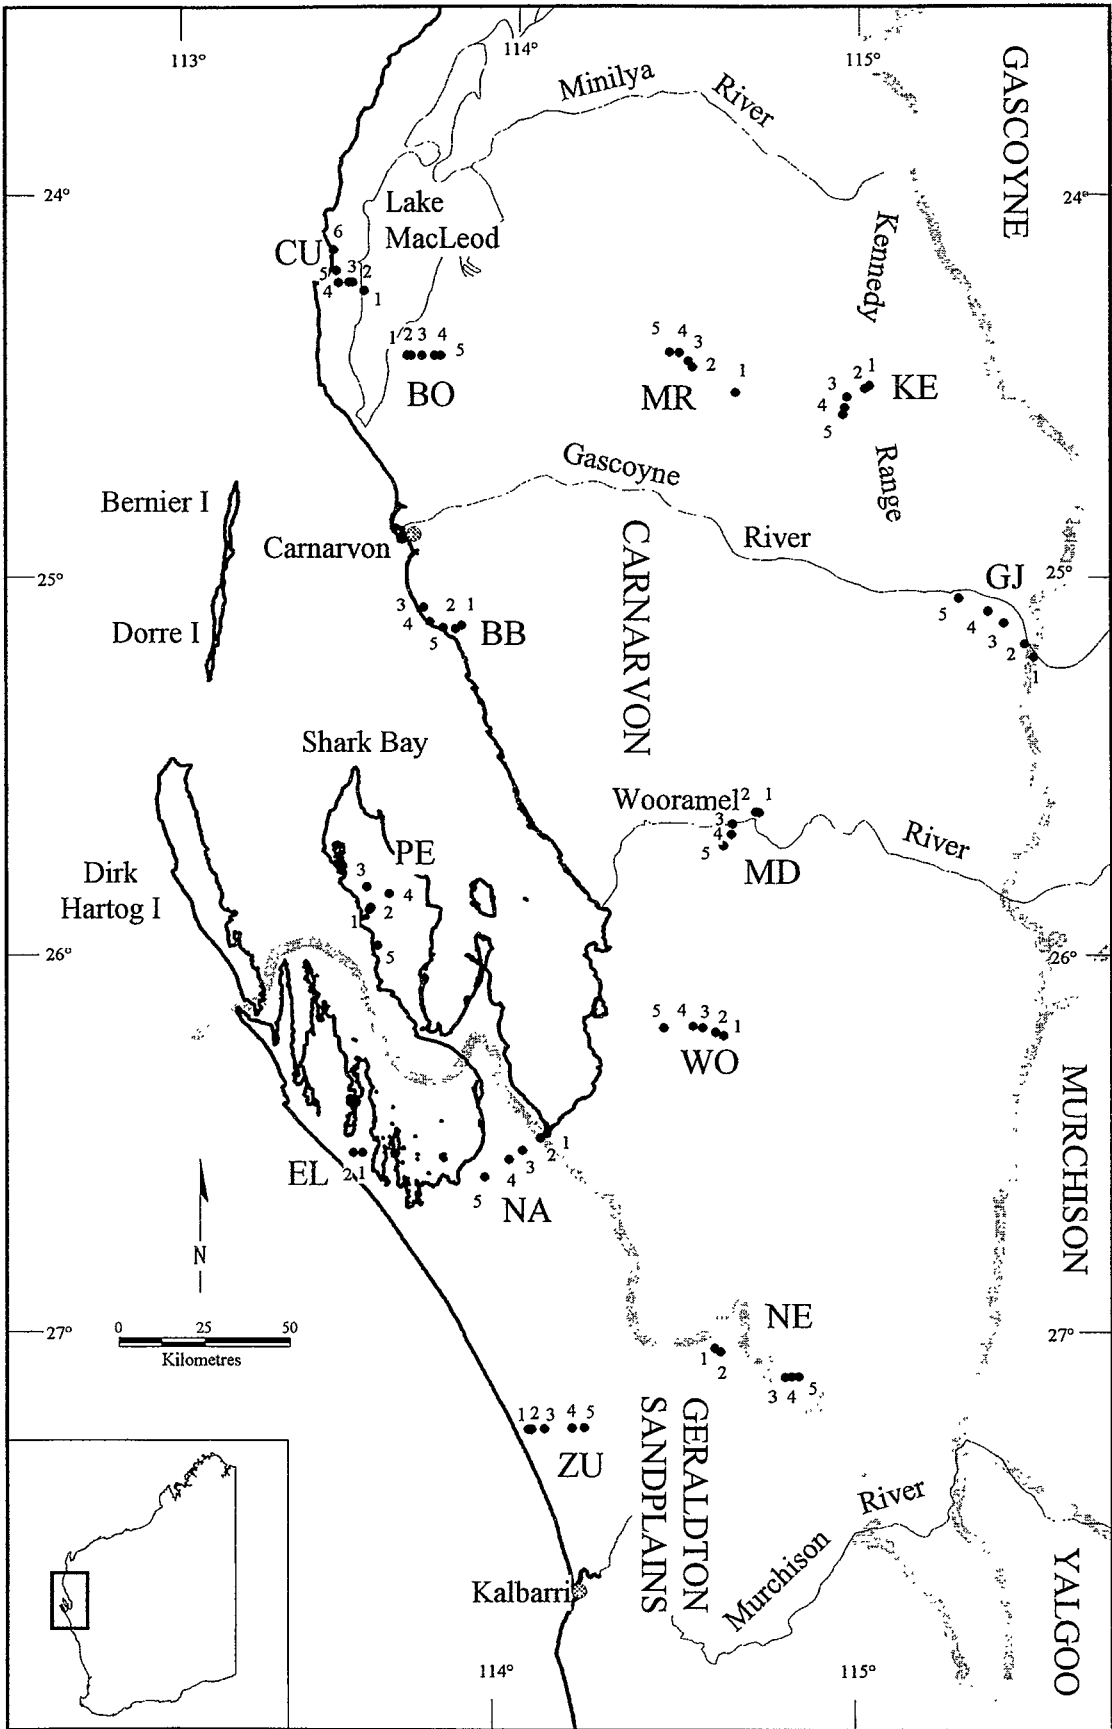 113°
114°
115°
Minilya
River
GASCOYNE
24°
24°
Lake
MacLeod
Kennedy
Range
6
CU
5
3
2
4
1
1
2
3
4
5
BO
5
4
3
2
1
MR
1
2
3
4
5
KE
Gascoyne
River
Bernier I
Carnarvon
CARNARVON
25°
25°
GJ
5
4
3
2
1
Dorre I
3
2
1
4
5
BB
Shark Bay
Wooramel
River
2
1
3
4
5
MD
PE
3
4
2
1
5
Dirk
Hartog I
26°
26°
5
4
3
2
1
WO
MURCHISON
EL
2
1
1
2
3
4
5
NA
N
0
25
50
Kilometres
27°
27°
NE
1
2
3
4
5
1
2
3
4
5
ZU
GERALDTON
SANDPLAINS
Kalbarri
Murchison
River
YALGOO
114°
115°